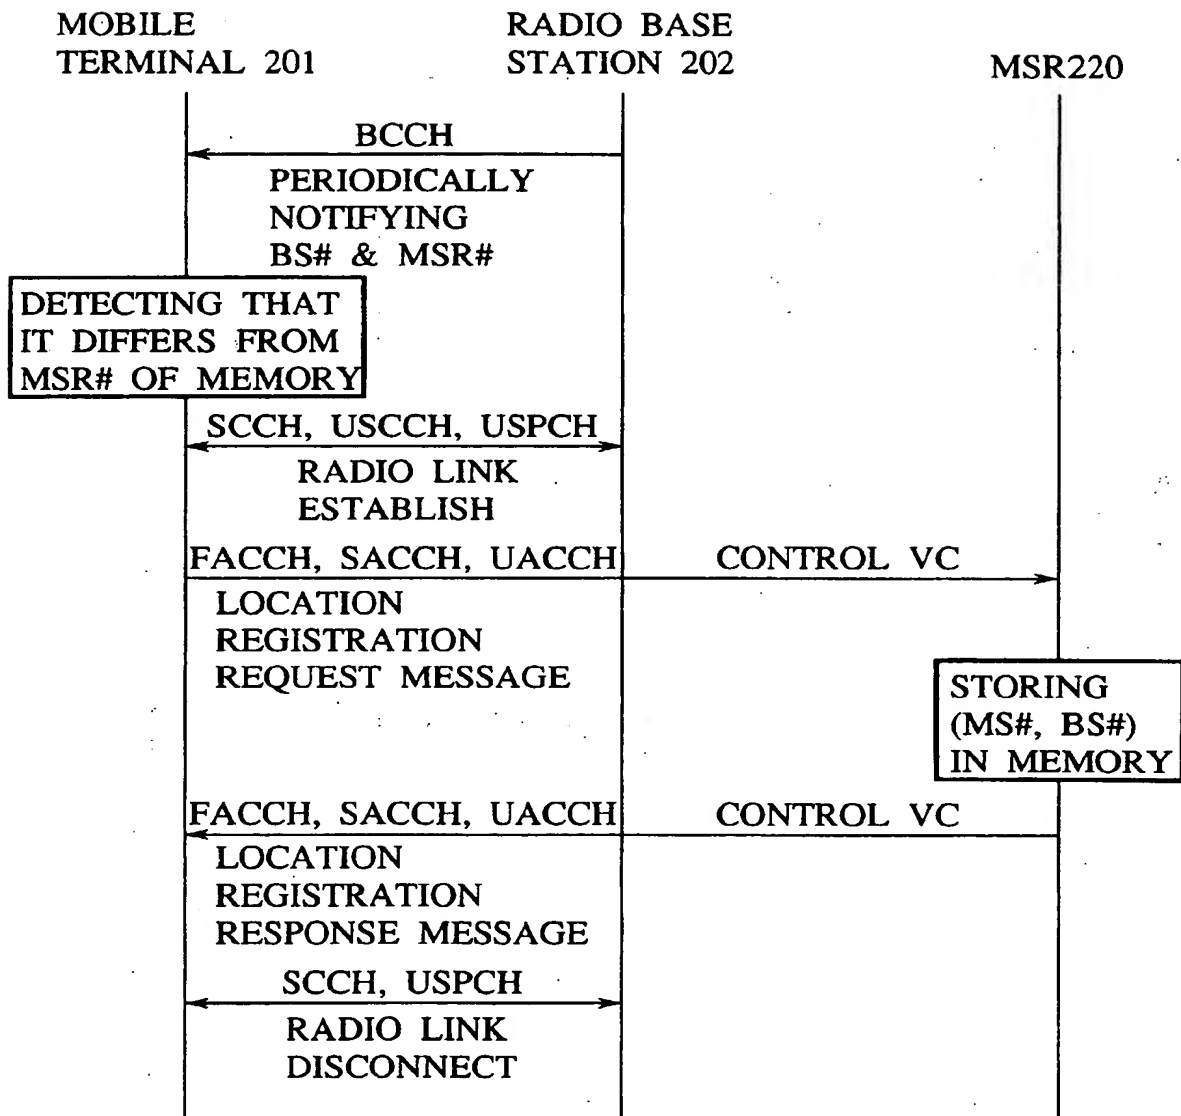 MOBILE
TERMINAL 201
RADIO BASE
STATION 202
MSR220
BCCH
PERIODICALLY
NOTIFYING
BS# & MSR#
DETECTING THAT
IT DIFFERS FROM
MSR# OF MEMORY
SCCH, USCCH, USPCH
RADIO LINK
ESTABLISH
FACCH, SACCH, UACCH
CONTROL VC
LOCATION
REGISTRATION
REQUEST MESSAGE
STORING
(MS#, BS#)
IN MEMORY
FACCH, SACCH, UACCH
CONTROL VC
LOCATION
REGISTRATION
RESPONSE MESSAGE
SCCH, USPCH
RADIO LINK
DISCONNECT